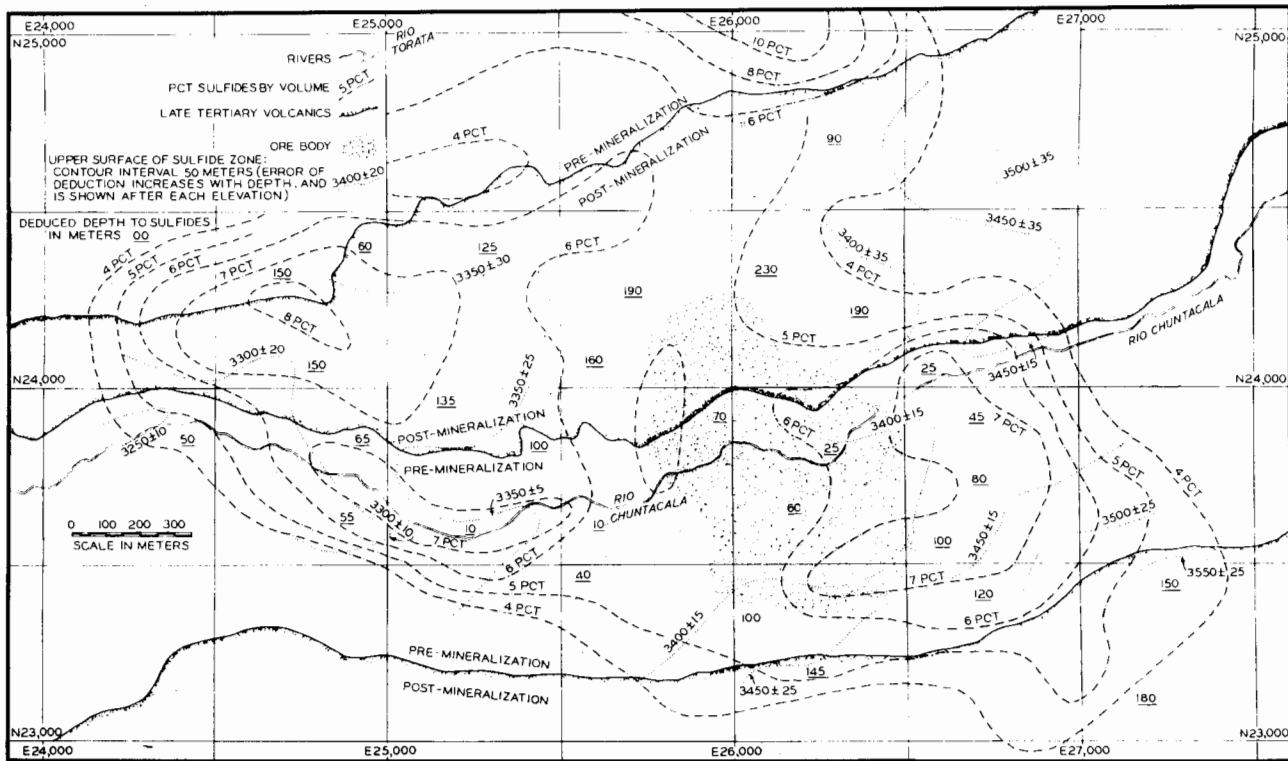 E24,000
E25,000
E26,000
E27,000
N25,000
N25,000
RIO
TORATA
RIVERS
PCT SULFIDES BY VOLUME
5 PCT
LATE TERTIARY VOLCANICS
ORE BODY
UPPER SURFACE OF SULFIDE ZONE:
CONTOUR INTERVAL 50 METERS (ERROR OF
DEDUCTION INCREASES WITH DEPTH, AND
IS SHOWN AFTER EACH ELEVATION)
3400±20
DEDUCED DEPTH TO SULFIDES
IN METERS 00
10 PCT
8 PCT
6 PCT
4 PCT
PRE-MINERALIZATION
POST-MINERALIZATION
90
3500±35
3450±35
3400±35
4 PCT
4 PCT
5 PCT
6 PCT
7 PCT
150
60
125
13350±30
6 PCT
190
230
190
5 PCT
8 PCT
3300±20
150
160
3350±25
135
RIO CHUNTACALA
N24,000
N24,000
25
3450±15
POST-MINERALIZATION
PRE-MINERALIZATION
3250±10
50
65
100
70
6 PCT
25
3400±15
45
7 PCT
5 PCT
4 PCT
3350±5
RIO
CHUNTACALA
80
60
3500±25
3450±15
0 100 200 300
SCALE IN METERS
55
3300±10
10
10
7 PCT
6 PCT
5 PCT
4 PCT
40
100
7 PCT
120
6 PCT
150
3550±25
100
3400±15
145
3450±25
180
PRE-MINERALIZATION
POST-MINERALIZATION
N23,000
N23,000
E24,000
E25,000
E26,000
E27,000